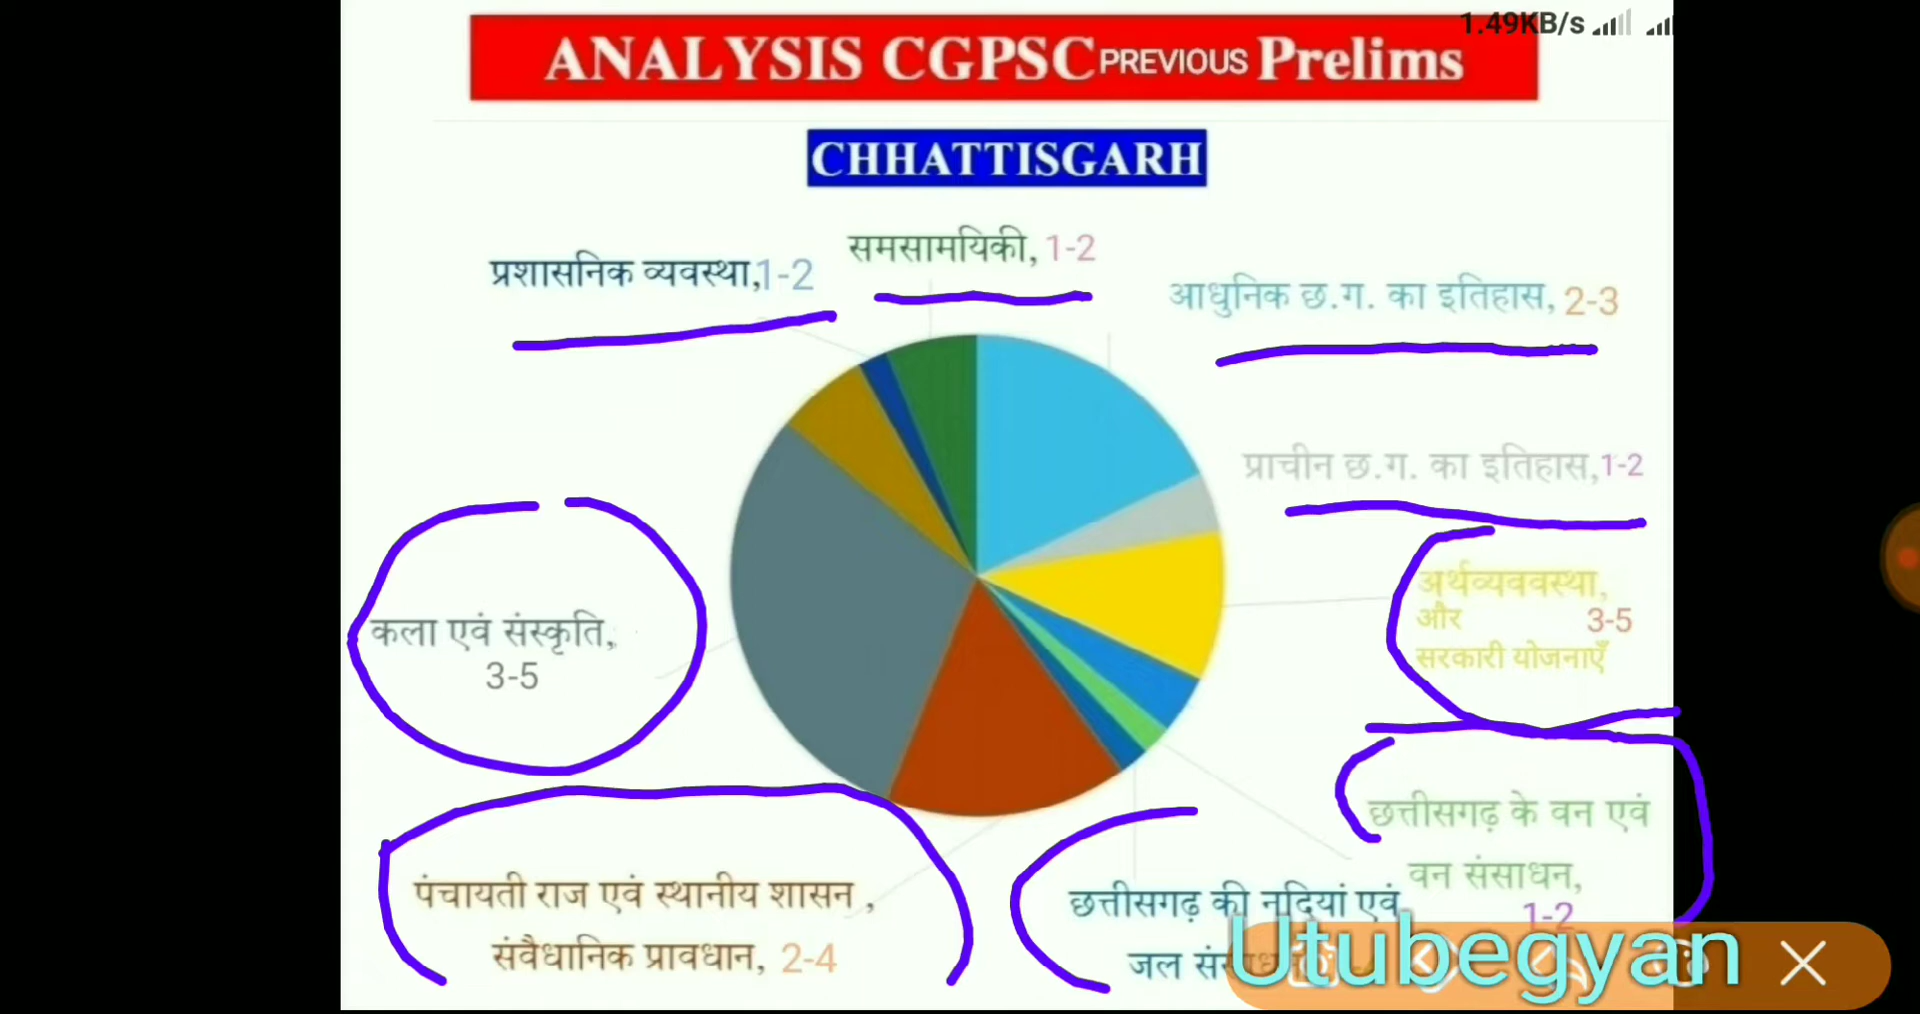 1.49KB/s
ANALYSIS CGPSC PREVIOUS Prelims
CHHATTISGARH
समसामयिकी, 1-2
प्रशासनिक व्यवस्था,1-2
आधुनिक छ.ग. का इतिहास, 2-3
प्राचीन छ.ग. का इतिहास,1-2
अर्थव्यववस्था,
और 3-5
सरकारी योजनाएँ
कला एवं संस्कृति,
3-5
छत्तीसगढ़ के वन एवं
वन संसाधन,
1-2
पंचायती राज एवं स्थानीय शासन ,
संवैधानिक प्रावधान, 2-4
छत्तीसगढ़ की नदियां एवं
जल
Utubegyan